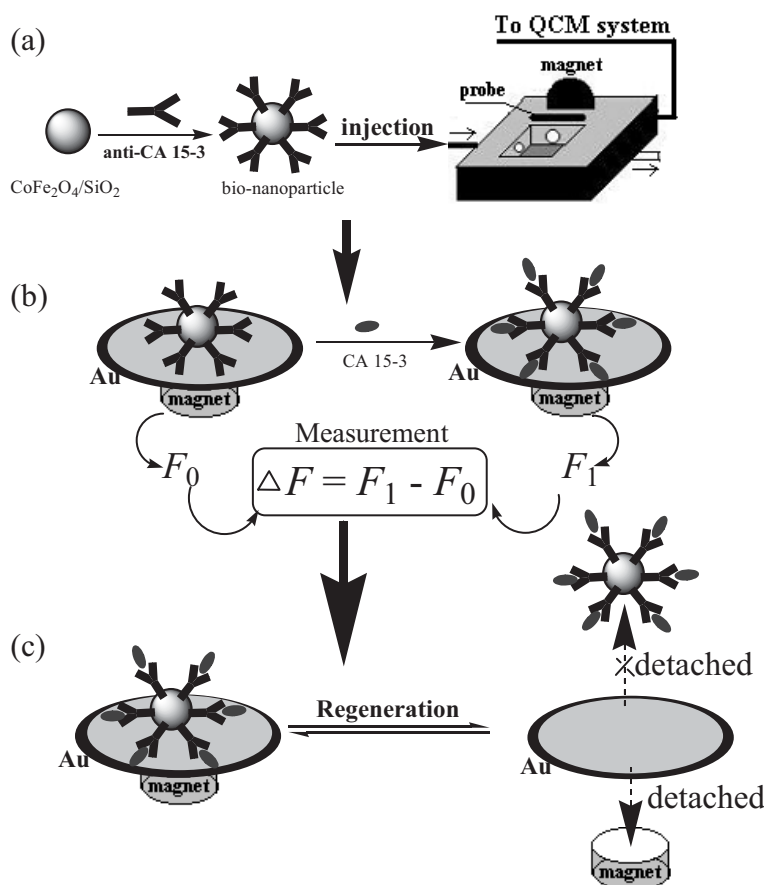 (a)
To QCM system
magnet
probe
anti-CA 15-3
injection
CoFe₂O₄/SiO₂
bio-nanoparticle
(b)
Au
magnet
CA 15-3
Au
magnet
Measurement
F₀
△F = F₁ - F₀
F₁
(c)
detached
Au
magnet
Regeneration
Au
detached
magnet